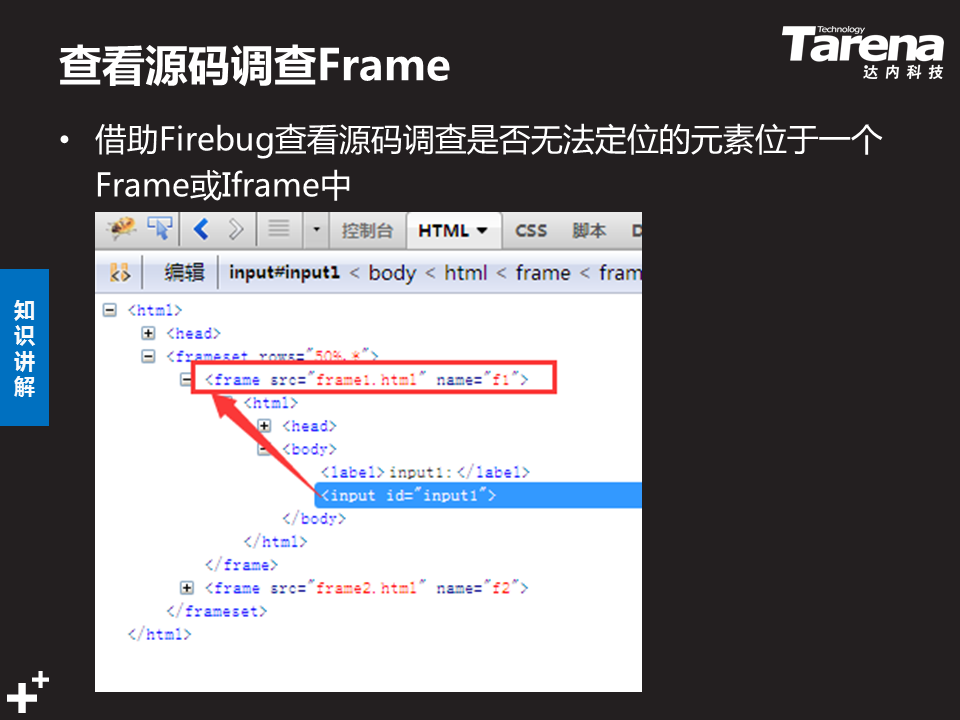 查看源码调查Frame
Technology
Tarena
达内科技
• 借助Firebug查看源码调查是否无法定位的元素位于一个
Frame或Iframe中
控制台 HTML CSS 脚本 D
编辑 input#input1 < body < html < frame < fram
知识讲解
<html>
<head>
<frameset rows="50%,*">
<frame src="frame1.html" name="f1">
<html>
<head>
<body>
<label>input1:</label>
<input id="input1">
</body>
</html>
</frame>
<frame src="frame2.html" name="f2">
</frameset>
</html>